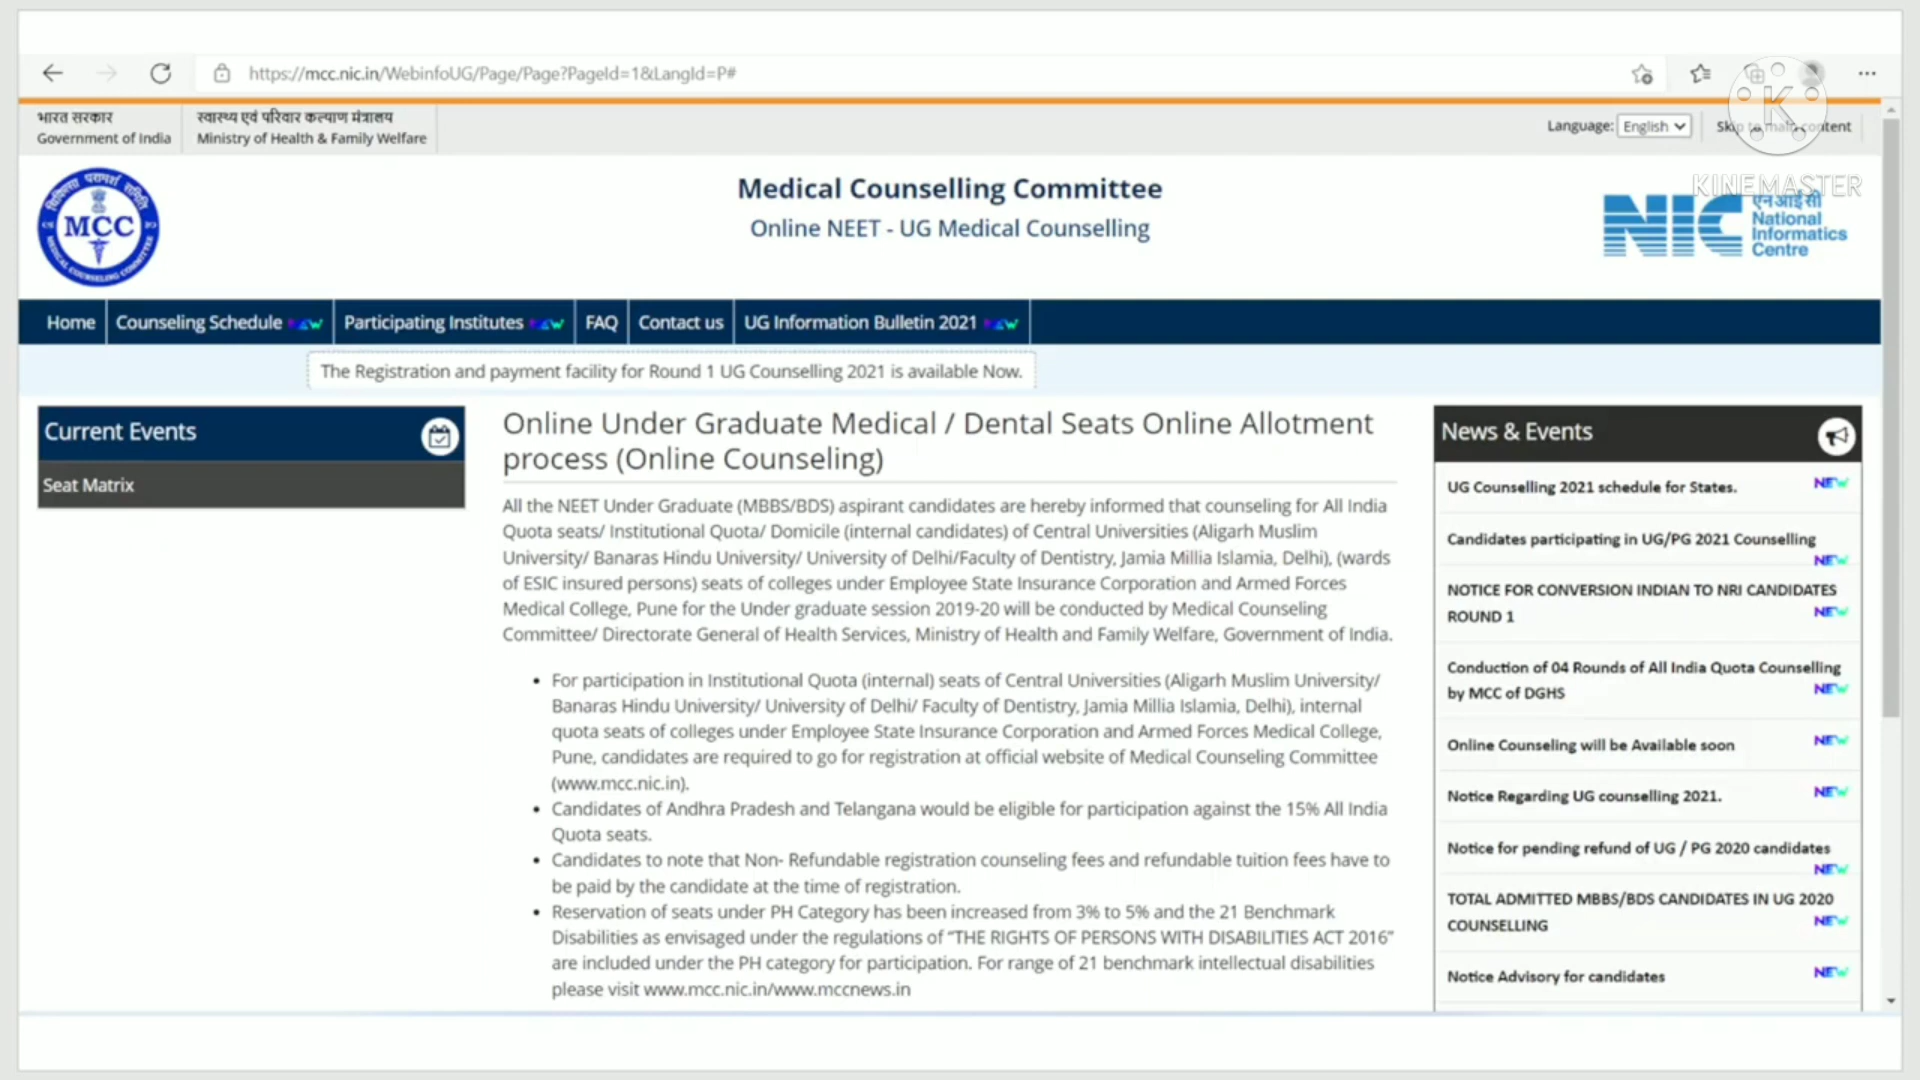 https://mcc.nic.in/WebinfoUG/Page/Page?PageId=1&LangId=P#
भारत सरकार
Government of India
स्वास्थ्य एवं परिवार कल्याण मंत्रालय
Ministry of Health & Family Welfare
Language: English
Skip to main content
KINEMASTER
MCC
Medical Counselling Committee
Online NEET - UG Medical Counselling
NIC
एनआईसी
National
Informatics
Centre
Home
Counseling Schedule
Participating Institutes
FAQ
Contact us
UG Information Bulletin 2021
The Registration and payment facility for Round 1 UG Counselling 2021 is available Now.
Current Events
Seat Matrix
Online Under Graduate Medical / Dental Seats Online Allotment
process (Online Counseling)
All the NEET Under Graduate (MBBS/BDS) aspirant candidates are hereby informed that counseling for All India
Quota seats/ Institutional Quota/ Domicile (internal candidates) of Central Universities (Aligarh Muslim
University/ Banaras Hindu University/ University of Delhi/Faculty of Dentistry, Jamia Millia Islamia, Delhi), (wards
of ESIC insured persons) seats of colleges under Employee State Insurance Corporation and Armed Forces
Medical College, Pune for the Under graduate session 2019-20 will be conducted by Medical Counseling
Committee/ Directorate General of Health Services, Ministry of Health and Family Welfare, Government of India.
• For participation in Institutional Quota (internal) seats of Central Universities (Aligarh Muslim University/
Banaras Hindu University/ University of Delhi/ Faculty of Dentistry, Jamia Millia Islamia, Delhi), internal
quota seats of colleges under Employee State Insurance Corporation and Armed Forces Medical College,
Pune, candidates are required to go for registration at official website of Medical Counseling Committee
(www.mcc.nic.in).
• Candidates of Andhra Pradesh and Telangana would be eligible for participation against the 15% All India
Quota seats.
• Candidates to note that Non- Refundable registration counseling fees and refundable tuition fees have to
be paid by the candidate at the time of registration.
• Reservation of seats under PH Category has been increased from 3% to 5% and the 21 Benchmark
Disabilities as envisaged under the regulations of “THE RIGHTS OF PERSONS WITH DISABILITIES ACT 2016”
are included under the PH category for participation. For range of 21 benchmark intellectual disabilities
please visit www.mcc.nic.in/www.mccnews.in
News & Events
UG Counselling 2021 schedule for States. NEW
Candidates participating in UG/PG 2021 Counselling
NEW
NOTICE FOR CONVERSION INDIAN TO NRI CANDIDATES
ROUND 1 NEW
Conduction of 04 Rounds of All India Quota Counselling
by MCC of DGHS NEW
Online Counseling will be Available soon NEW
Notice Regarding UG counselling 2021. NEW
Notice for pending refund of UG / PG 2020 candidates
NEW
TOTAL ADMITTED MBBS/BDS CANDIDATES IN UG 2020
COUNSELLING NEW
Notice Advisory for candidates NEW